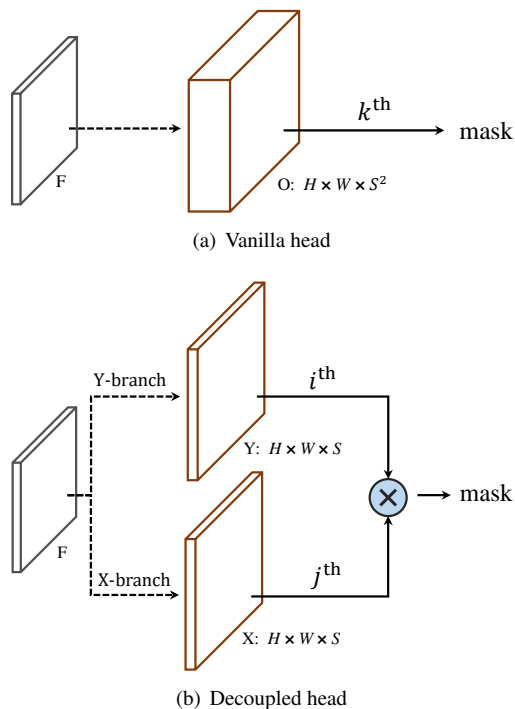 kᵗʰ
mask
F
O: H × W × S²
(a) Vanilla head
Y-branch
iᵗʰ
Y: H × W × S
mask
F
X-branch
jᵗʰ
X: H × W × S
(b) Decoupled head